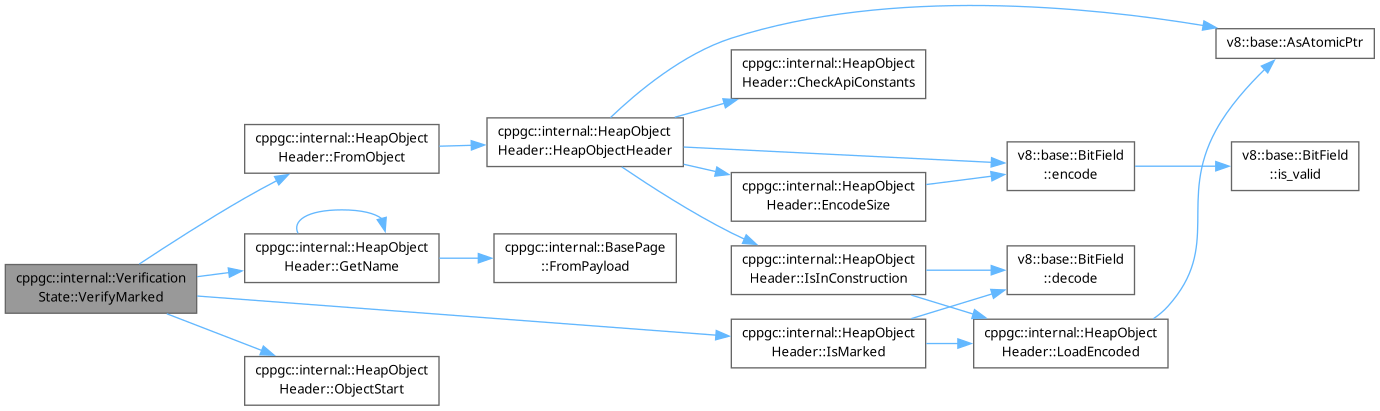 cppgc::internal::Verification
State::VerifyMarked
cppgc::internal::HeapObject
Header::FromObject
cppgc::internal::HeapObject
Header::GetName
cppgc::internal::HeapObject
Header::ObjectStart
cppgc::internal::HeapObject
Header::HeapObjectHeader
cppgc::internal::BasePage
::FromPayload
cppgc::internal::HeapObject
Header::CheckApiConstants
cppgc::internal::HeapObject
Header::EncodeSize
cppgc::internal::HeapObject
Header::IsInConstruction
cppgc::internal::HeapObject
Header::IsMarked
v8::base::BitField
::encode
v8::base::BitField
::decode
cppgc::internal::HeapObject
Header::LoadEncoded
v8::base::AsAtomicPtr
v8::base::BitField
::is_valid